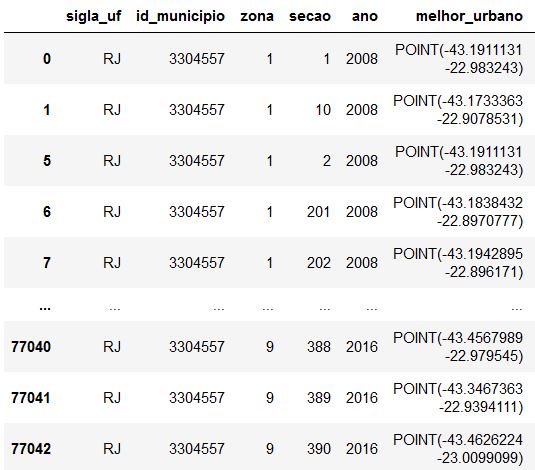 sigla_uf id_municipio zona secao ano melhor_urbano
0 RJ 3304557 1 1 2008 POINT(-43.1911131
-22.983243)
1 RJ 3304557 1 10 2008 POINT(-43.1733363
-22.9078531)
5 RJ 3304557 1 2 2008 POINT(-43.1911131
-22.983243)
6 RJ 3304557 1 201 2008 POINT(-43.1838432
-22.8970777)
7 RJ 3304557 1 202 2008 POINT(-43.1942895
-22.896171)
... ... ... ... ... ... ...
77040 RJ 3304557 9 388 2016 POINT(-43.4567989
-22.979545)
77041 RJ 3304557 9 389 2016 POINT(-43.3467363
-22.9394111)
77042 RJ 3304557 9 390 2016 POINT(-43.4626224
-23.0099099)